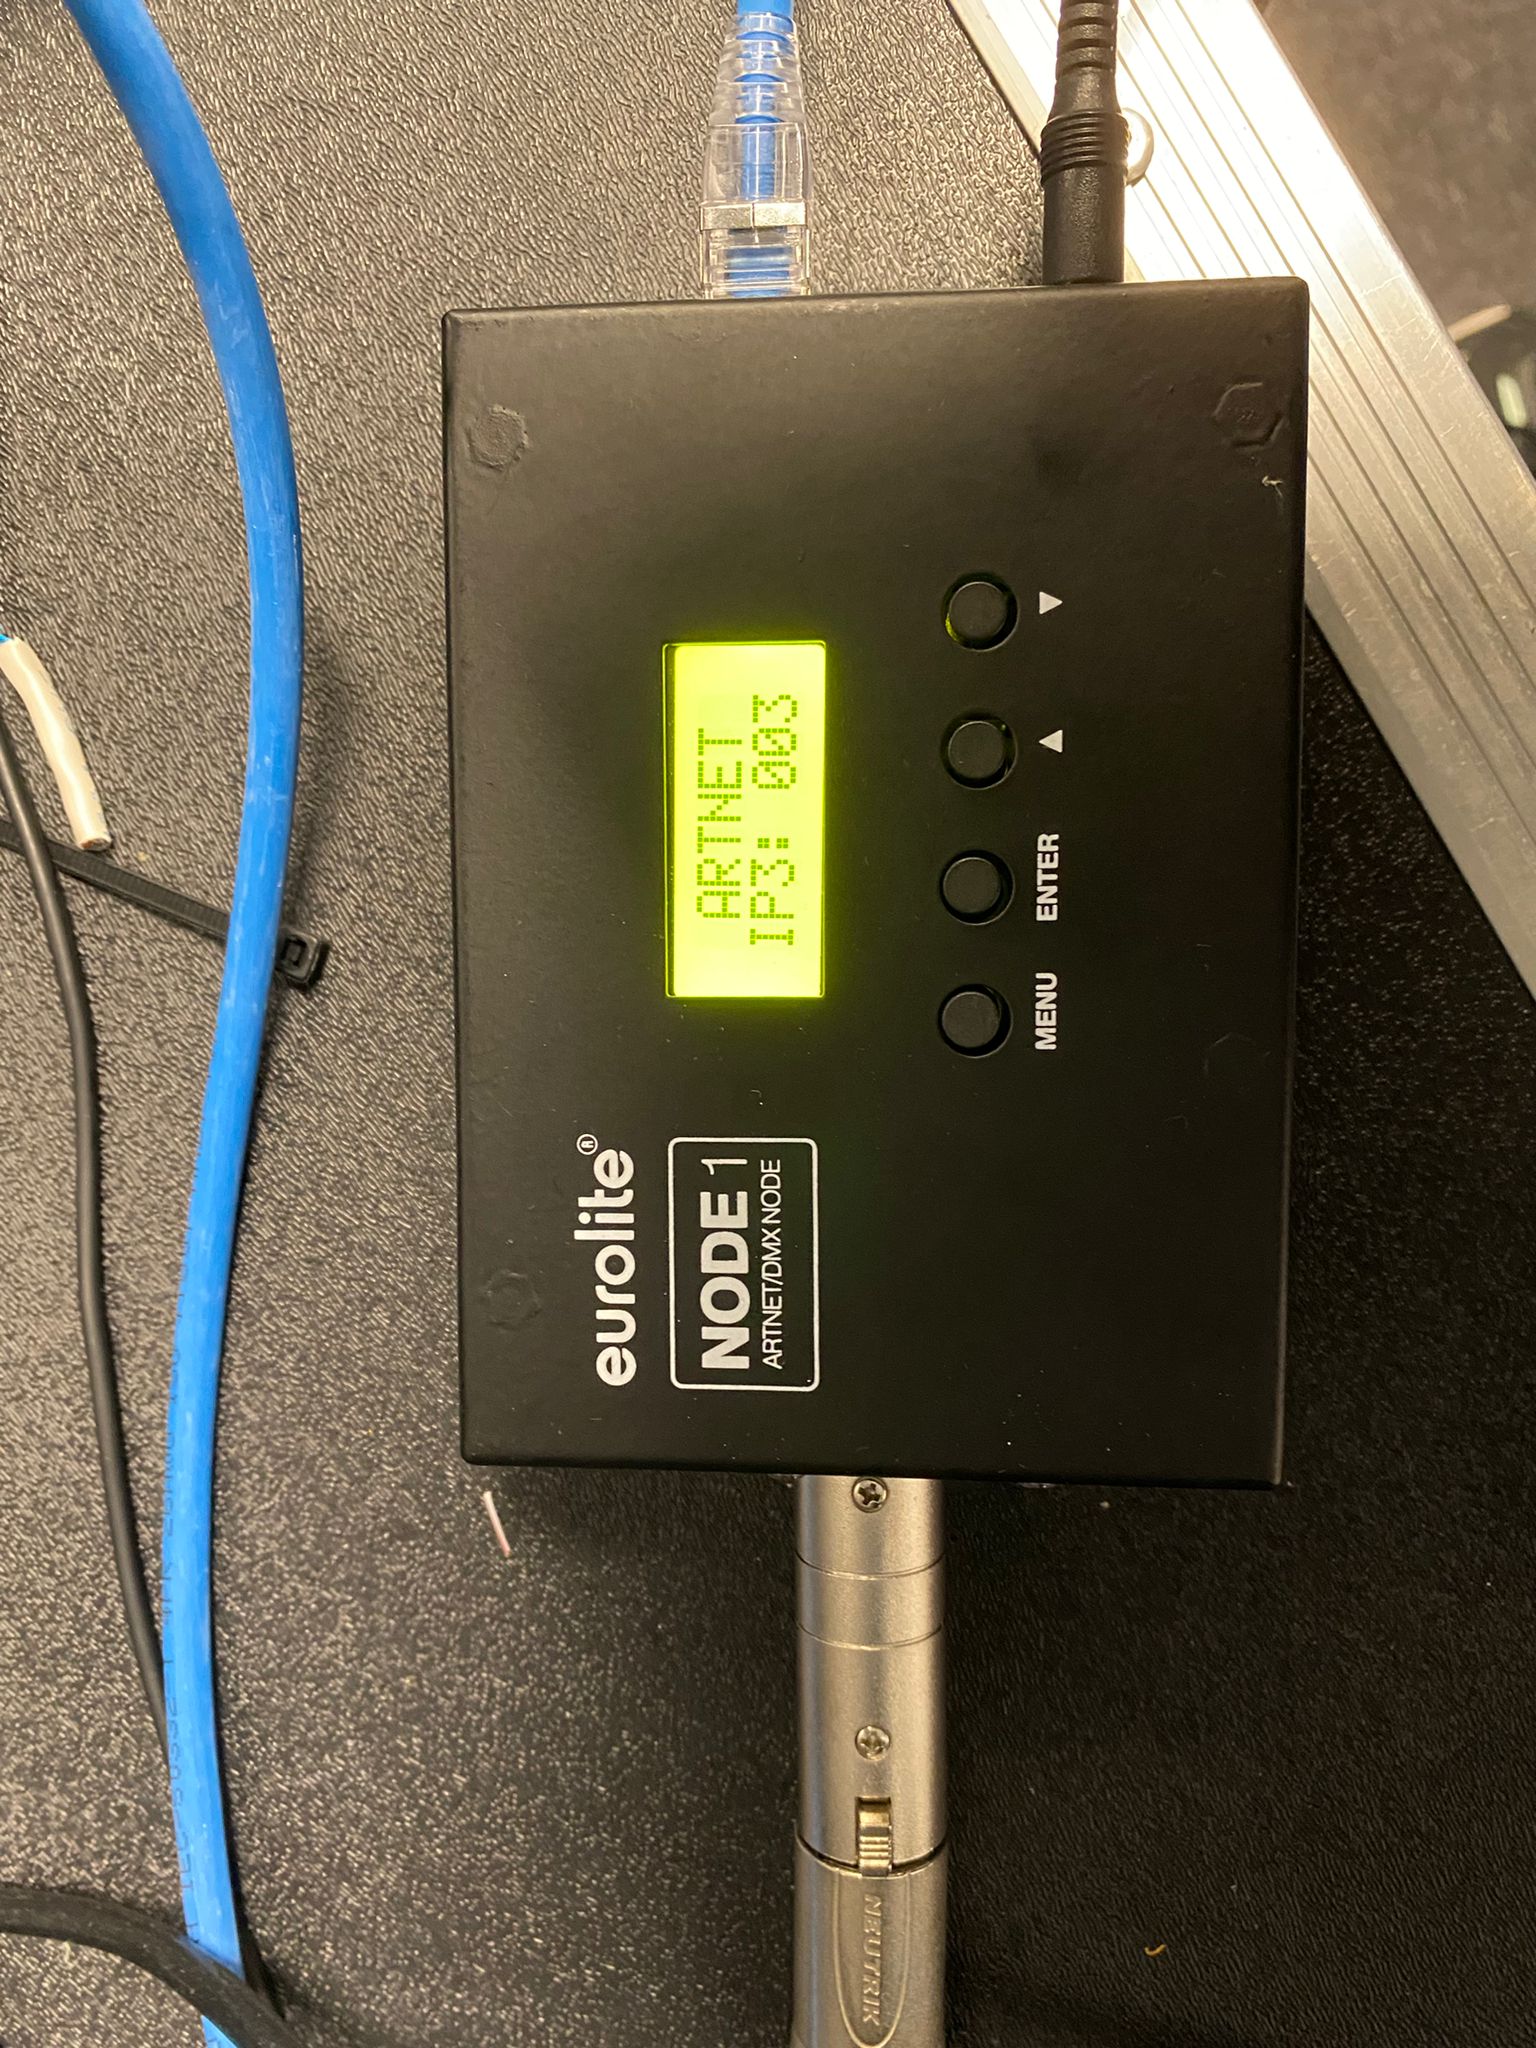 eurolite®
NODE 1
ARTNET/DMX NODE
ARTNET
IP3: 003
MENU
ENTER
▲
▼
NEUTRIK